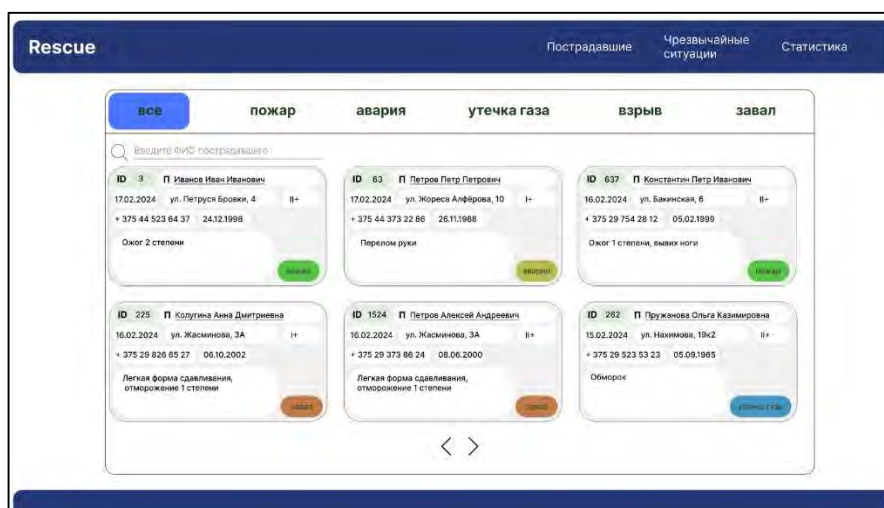 Rescue
Пострадавшие
Чрезвычайные
ситуации
Статистика
все пожар авария утечка газа взрыв завал
Введите ФИО пострадавшего
ID 3 П Иванов Иван Иванович
17.02.2024 ул. Петруся Бровки, 4 II+
+ 375 44 523 64 37 24.12.1998
Ожог 2 степени
пожар
ID 63 П Петров Петр Петрович
17.02.2024 ул. Жореса Алфёрова, 10 I+
+ 375 44 373 22 86 26.11.1988
Перелом руки
авария
ID 637 П Константин Петр Иванович
16.02.2024 ул. Бакинская, 6 II+
+ 375 29 754 28 12 05.02.1999
Ожог 1 степени, вывих ноги
пожар
ID 225 П Колугина Анна Дмитриевна
16.02.2024 ул. Жасминова, 3А I+
+ 375 29 826 65 27 06.10.2002
Легкая форма сдавливания,
отморожение 1 степени
завал
ID 1524 П Петров Алексей Андреевич
16.02.2024 ул. Жасминова, 3А II+
+ 375 29 373 86 24 08.06.2000
Легкая форма сдавливания,
отморожение 1 степени
завал
ID 262 П Пружанова Ольга Казимировна
15.02.2024 ул. Нахимова, 19к2 II+
+ 375 29 523 53 23 05.09.1965
Обморок
утечка газа